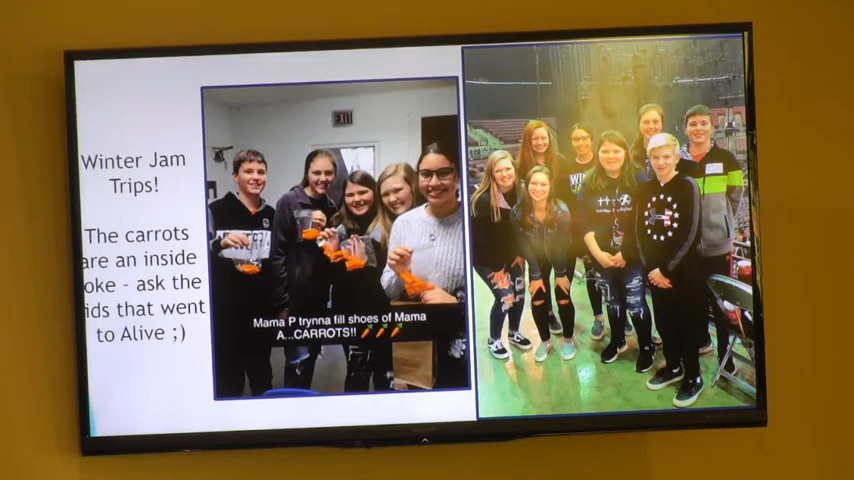 Winter Jam
Trips!
The carrots
are an inside
oke - ask the
ids that went
to Alive ;)
EXIT
Mama P trynna fill shoes of Mama
A...CARROTS!! 🥕🥕🥕